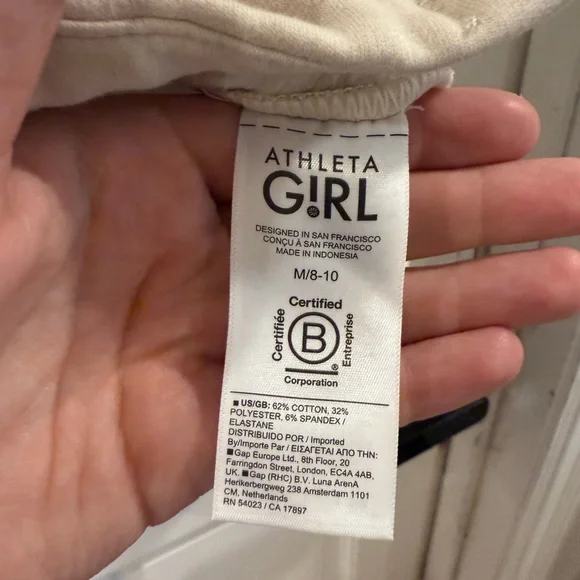 ATHLETA
G!RL
DESIGNED IN SAN FRANCISCO
CONÇU À SAN FRANCISCO
MADE IN INDONESIA
M/8-10
Certified
Certifiée
B
Entreprise
®
Corporation
■ US/GB: 62% COTTON, 32%
POLYESTER, 6% SPANDEX /
ELASTANE
DISTRIBUIDO POR / Imported
By/Importe Par / ΕΙΣΑΓΕΤΑΙ ΑΠΟ ΤΗΝ:
■Gap Europe Ltd., 8th Floor, 20
Farringdon Street, London, EC4A 4AB,
UK. ■Gap (RHC) B.V. Luna ArenA
Herikerbergweg 238 Amsterdam 1101
CM, Netherlands
RN 54023 / CA 17897